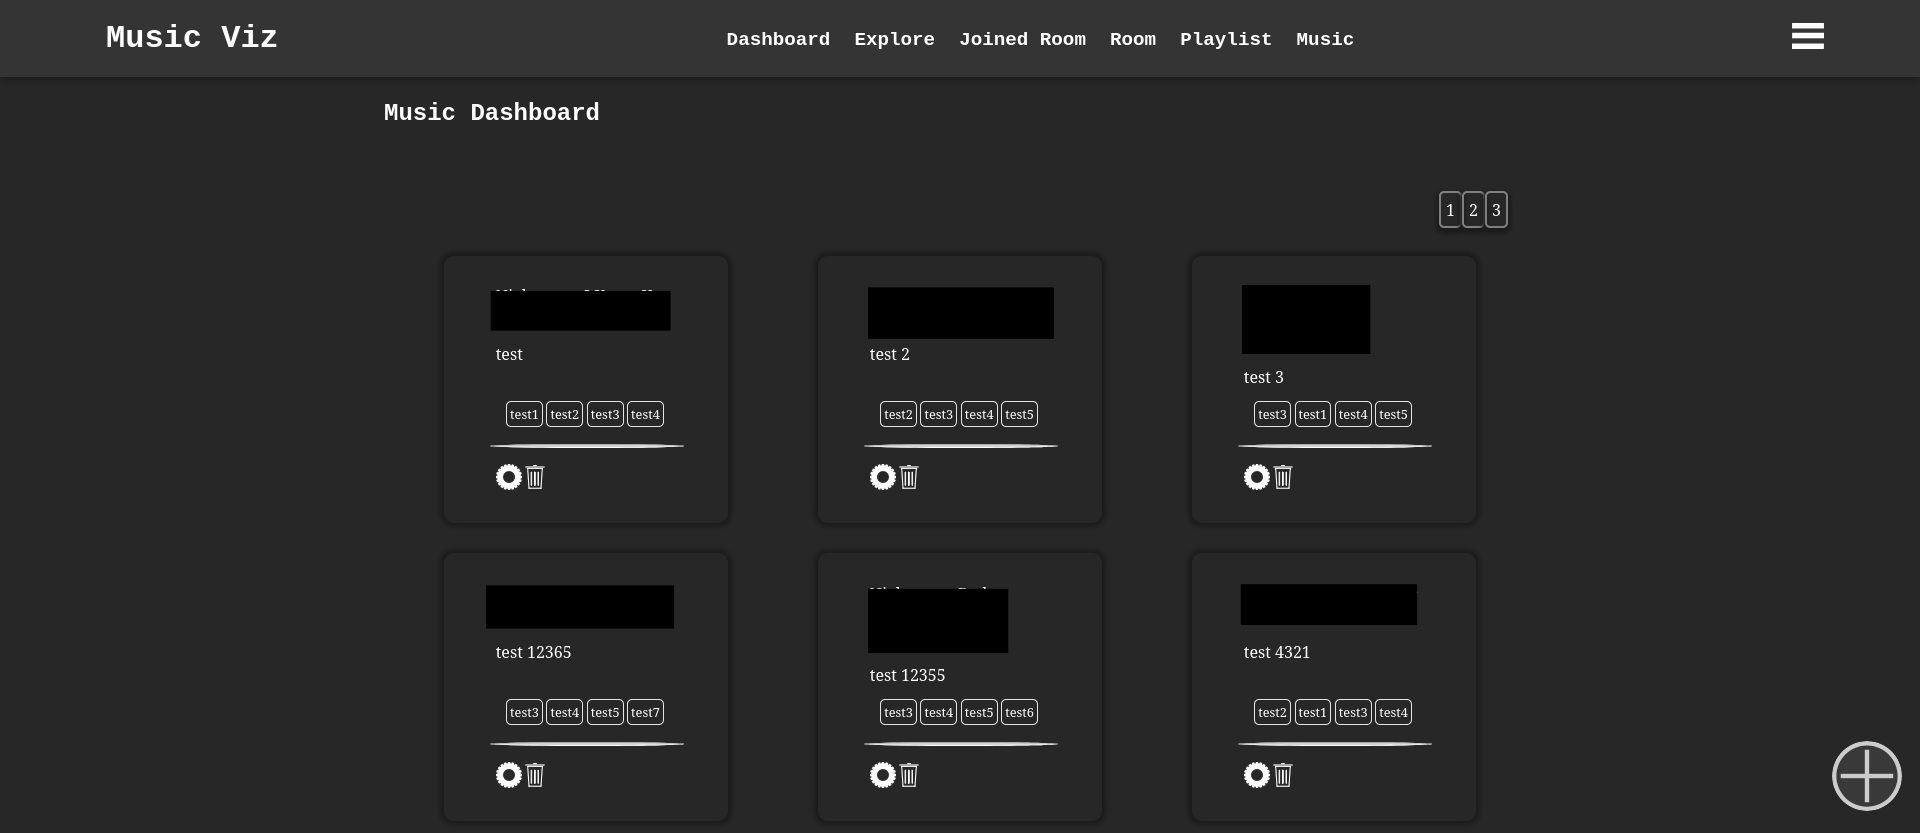 Music Viz
Dashboard Explore Joined Room Room Playlist Music
Music Dashboard
1 2 3
test
test1 test2 test3 test4
test 2
test2 test3 test4 test5
test 3
test3 test1 test4 test5
test 12365
test3 test4 test5 test7
test 12355
test3 test4 test5 test6
test 4321
test2 test1 test3 test4